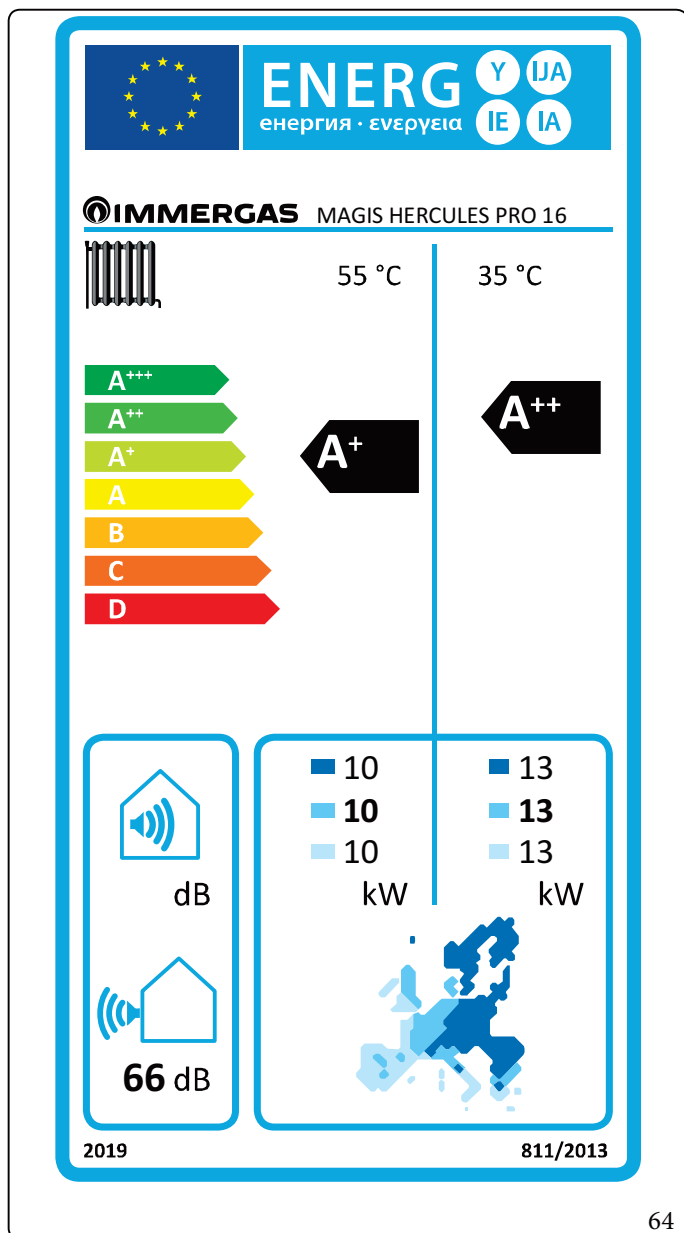 ENERG Y IJA
енергия · ενεργεια IE IA
IMMERGAS MAGIS HERCULES PRO 16
55 °C 35 °C
A+++
A++
A+
A
B
C
D
A+
A++
10 13
10 13
10 13
kW kW
dB
66 dB
2019 811/2013
64